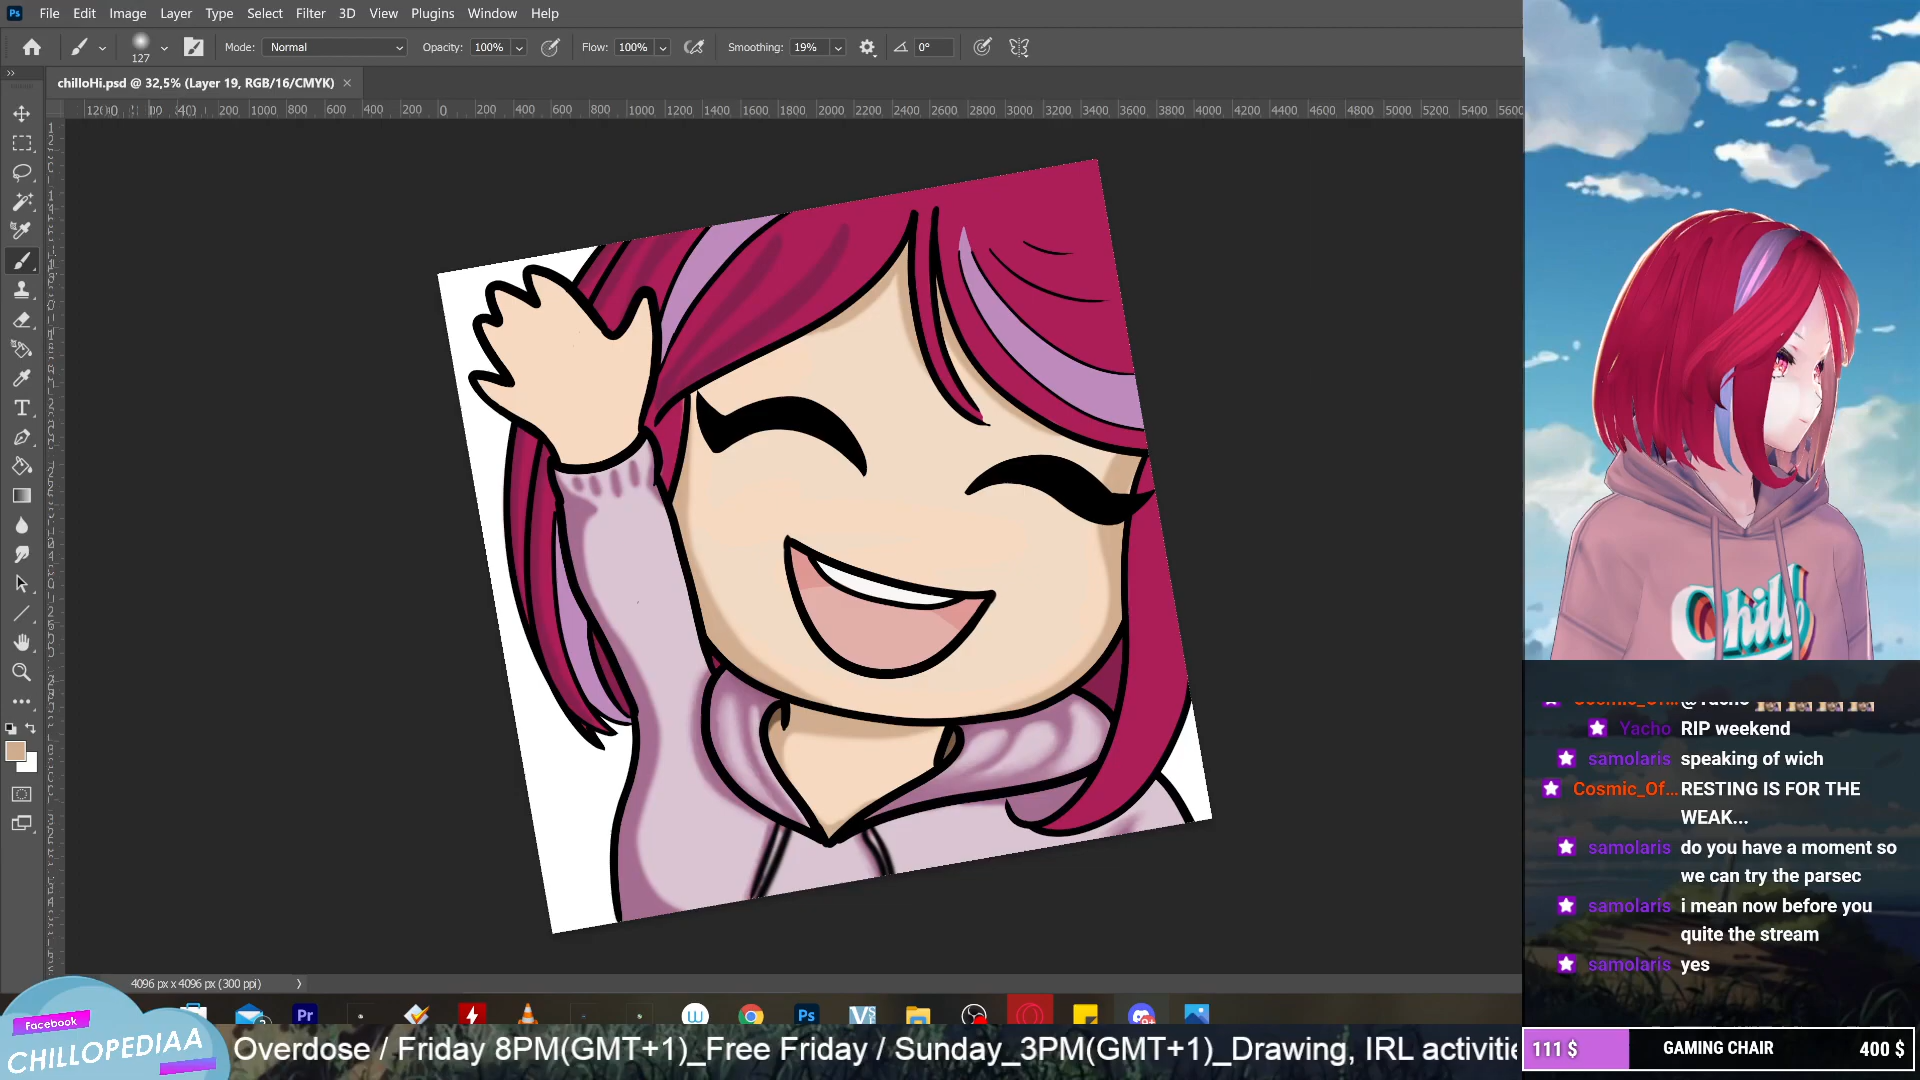 Ps File Edit Image Layer Type Select Filter 3D View Plugins Window Help
127 Mode: Normal Opacity: 100% Flow: 100% Smoothing: 19% 0°
chilloHi.psd @ 32,5% (Layer 19, RGB/16/CMYK) ×
800 600 400 200 0 200 400 600 800 1000 1200 1400 1600 1800 2000 2200 2400 2600 2800 3000 3200 3400 3600 3800 4000 4200 4400 4600 4800 5000 5200 5400 5600
Chill
@Yacho
Yacho RIP weekend
samolaris speaking of wich
Cosmic_Of... RESTING IS FOR THE
WEAK...
samolaris do you have a moment so
we can try the parsec
samolaris i mean now before you
quite the stream
samolaris yes
4096 px x 4096 px (300 ppi)
Pr Ps
Facebook
CHILLOPEDIAA
Overdose / Friday 8PM(GMT+1)_Free Friday / Sunday_3PM(GMT+1)_Drawing, IRL activitie
111 $ GAMING CHAIR 400 $